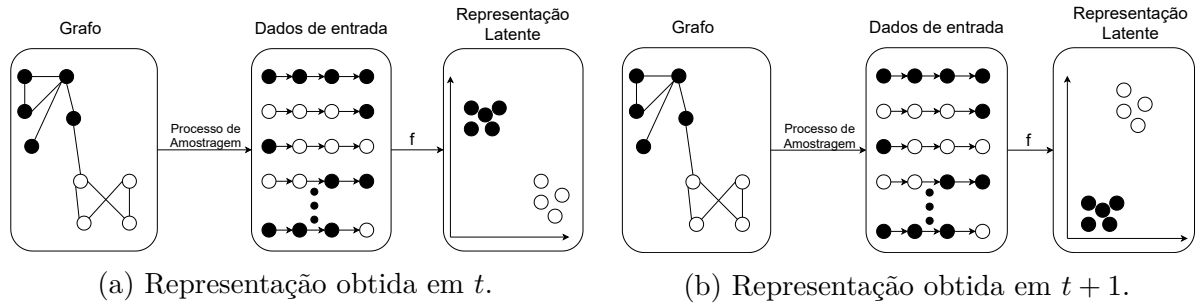 Grafo
Dados de entrada
Representação
Latente
Processo de
Amostragem
f
(a) Representação obtida em t.
Grafo
Dados de entrada
Representação
Latente
Processo de
Amostragem
f
(b) Representação obtida em t + 1.